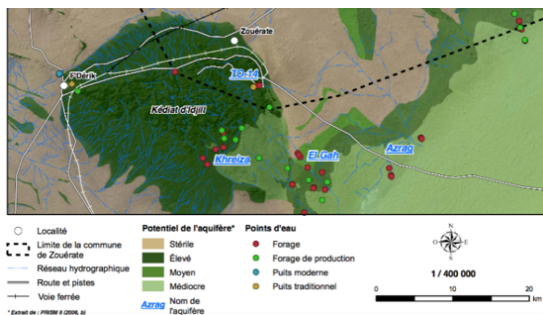 Zouérate
F'Dérik
TO-14
Kédiat d'Idjill
Khreiza
El Gah
Azrag
Localité
Limite de la commune
de Zouérate
Réseau hydrographique
Route et pistes
Voie ferrée
* Extrait de : PRISM II (2006, b)
Potentiel de l'aquifère*
Stérile
Élevé
Moyen
Médiocre
Azrag
Nom de
l'aquifère
Points d'eau
Forage
Forage de production
Puits moderne
Puits traditionnel
N
E
S
1 / 400 000
0
10
20
km